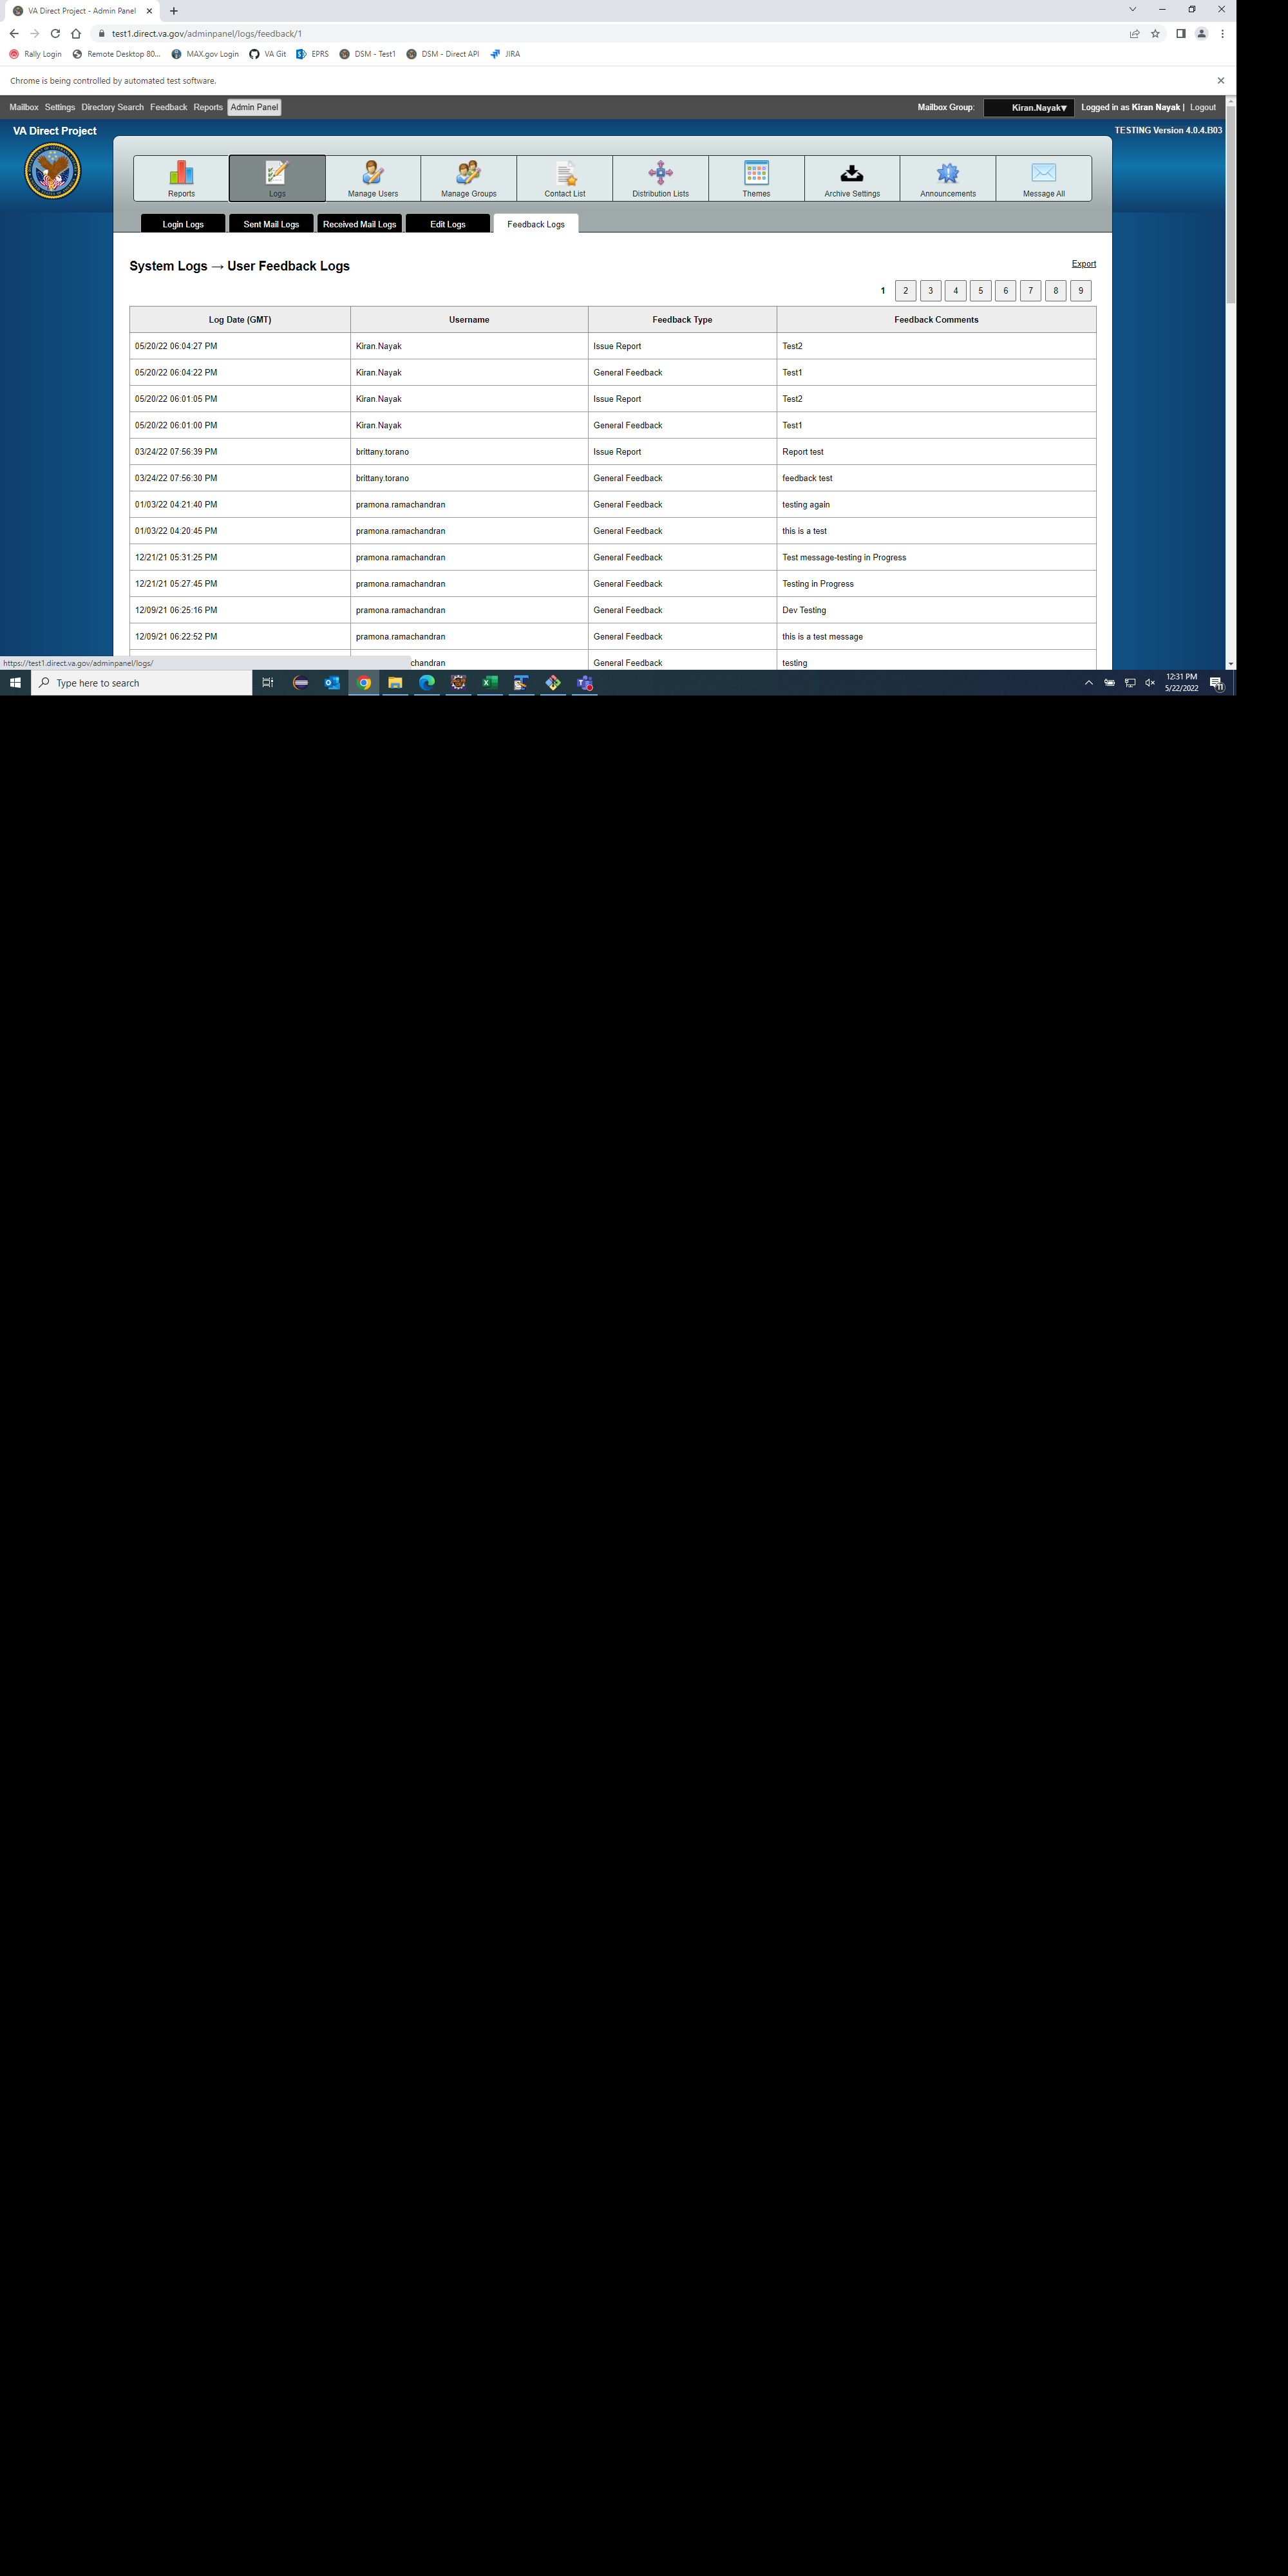 VA Direct Project - Admin Panel
test1.direct.va.gov/adminpanel/logs/feedback/1
Rally Login Remote Desktop 80... MAX.gov Login VA Git EPRS DSM - Test1 DSM - Direct API JIRA
Chrome is being controlled by automated test software.
Mailbox Settings Directory Search Feedback Reports Admin Panel Mailbox Group: Kiran.Nayak▼ Logged in as Kiran Nayak | Logout
VA Direct Project TESTING Version 4.0.4.B03
Reports Logs Manage Users Manage Groups Contact List Distribution Lists Themes Archive Settings Announcements Message All
Login Logs Sent Mail Logs Received Mail Logs Edit Logs Feedback Logs
System Logs → User Feedback Logs Export
1 2 3 4 5 6 7 8 9
Log Date (GMT) Username Feedback Type Feedback Comments
05/20/22 06:04:27 PM Kiran.Nayak Issue Report Test2
05/20/22 06:04:22 PM Kiran.Nayak General Feedback Test1
05/20/22 06:01:05 PM Kiran.Nayak Issue Report Test2
05/20/22 06:01:00 PM Kiran.Nayak General Feedback Test1
03/24/22 07:56:39 PM brittany.torano Issue Report Report test
03/24/22 07:56:30 PM brittany.torano General Feedback feedback test
01/03/22 04:21:40 PM pramona.ramachandran General Feedback testing again
01/03/22 04:20:45 PM pramona.ramachandran General Feedback this is a test
12/21/21 05:31:25 PM pramona.ramachandran General Feedback Test message-testing in Progress
12/21/21 05:27:45 PM pramona.ramachandran General Feedback Testing in Progress
12/09/21 06:25:16 PM pramona.ramachandran General Feedback Dev Testing
12/09/21 06:22:52 PM pramona.ramachandran General Feedback this is a test message
https://test1.direct.va.gov/adminpanel/logs/ chandran General Feedback testing
Type here to search
12:31 PM
5/22/2022
11